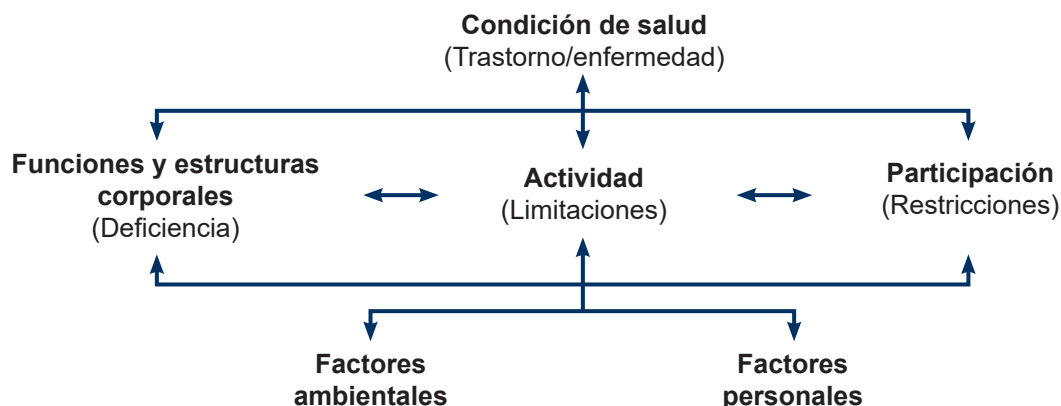 Condición de salud
(Trastorno/enfermedad)
Funciones y estructuras
corporales
(Deficiencia)
Actividad
(Limitaciones)
Participación
(Restricciones)
Factores
ambientales
Factores
personales